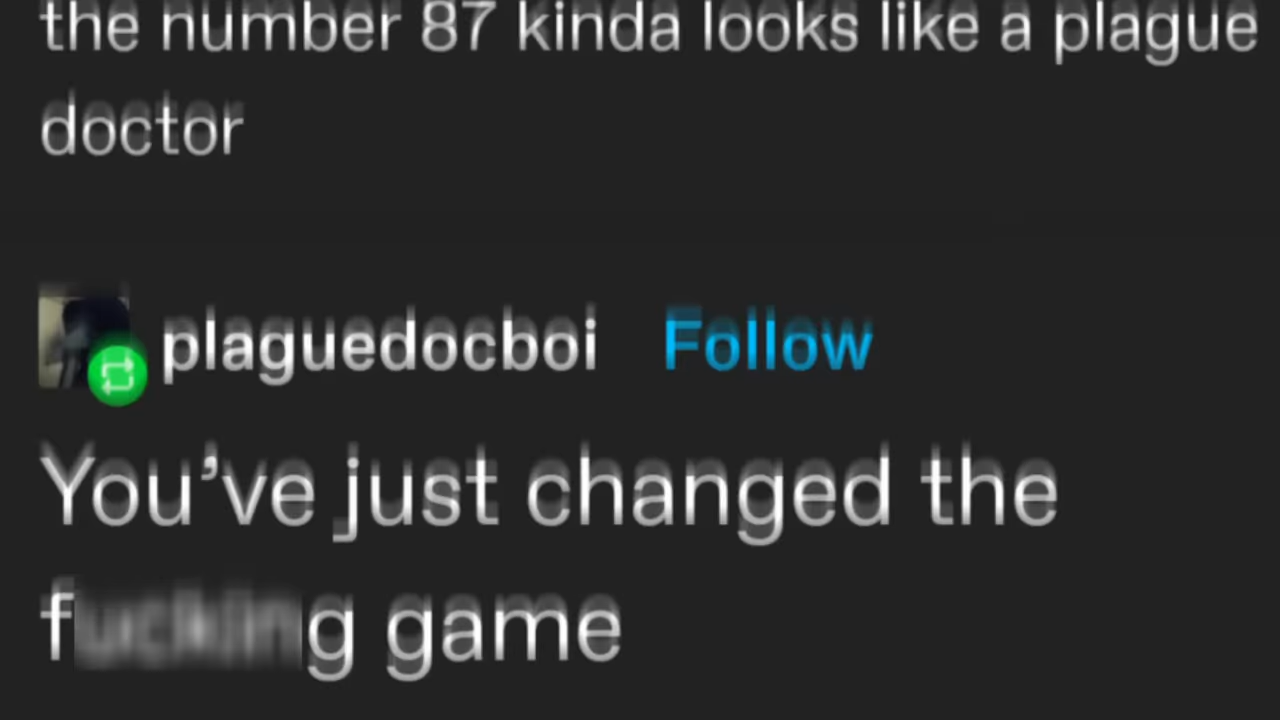 the number 87 kinda looks like a plague
doctor
plaguedocboi Follow
You’ve just changed the
fucking game